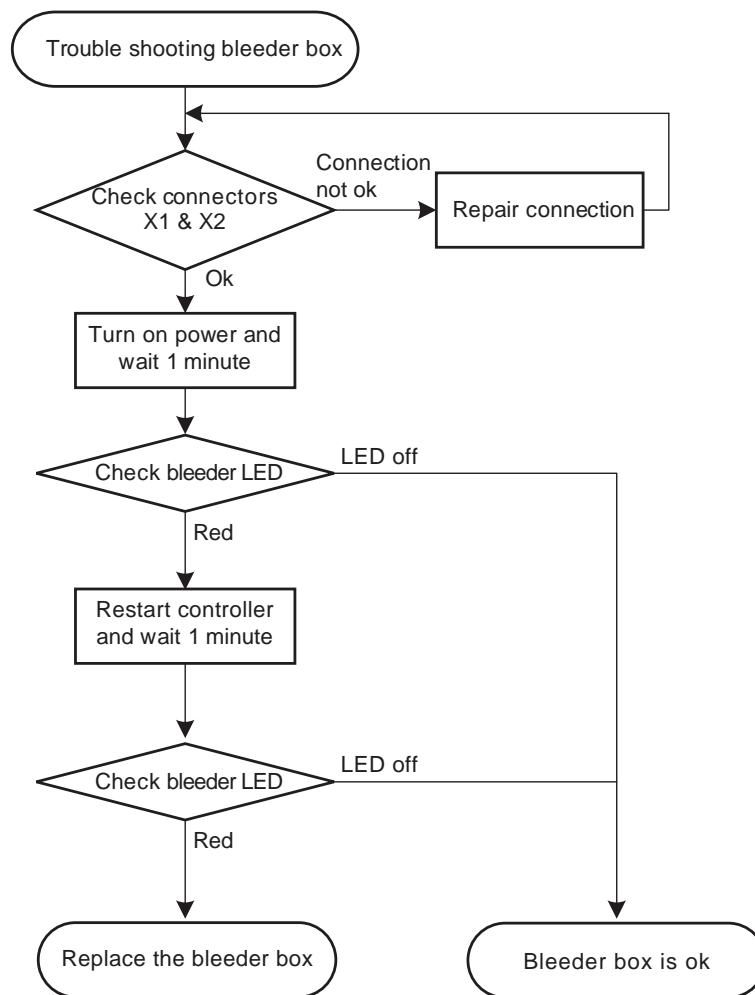 Trouble shooting bleeder box
Connection
not ok
Check connectors
X1 & X2
Repair connection
Ok
Turn on power and
wait 1 minute
LED off
Check bleeder LED
Red
Restart controller
and wait 1 minute
LED off
Check bleeder LED
Red
Replace the bleeder box
Bleeder box is ok